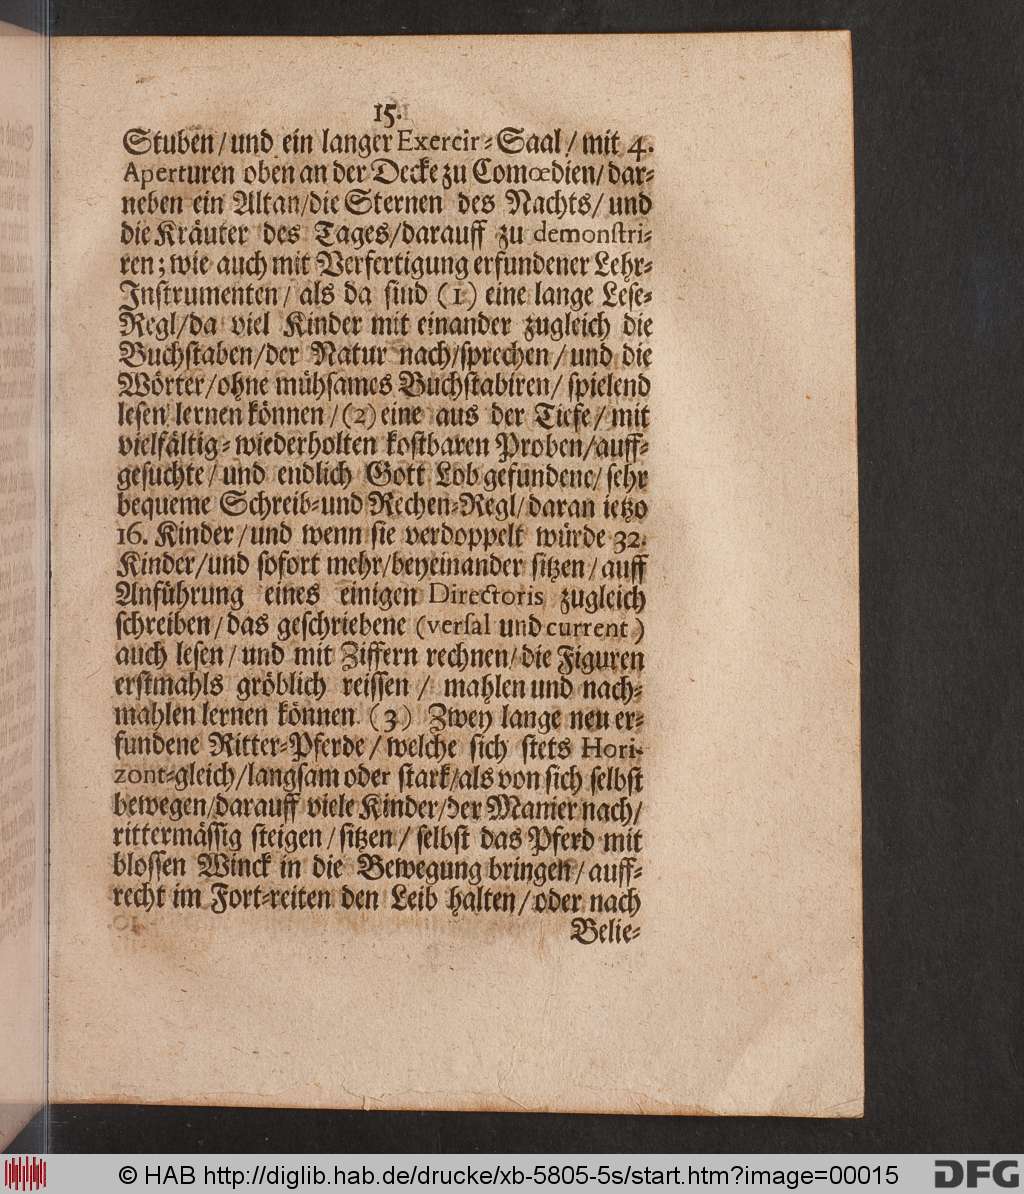 15.
Stuben/und ein langer Exercir-Saal/mit 4.
Aperturen oben an der Decke zu Comœdien/dar-
neben ein Altan/die Sternen des Nachts/und
die Kräuter des Tages/darauff zu demonſtri-
ren; wie auch mit Verfertigung erfundener Lehr-
Inſtrumenten/als da ſind (1) eine lange Leſe-
Regl/da viel Kinder mit einander zugleich die
Buchſtaben/der Natur nach/ſprechen/und die
Wörter/ohne mühſames Buchſtabiren/ſpielend
leſen lernen können/(2) eine aus der Tiefe/mit
vielfältig-wiederholten koſtbaren Proben/auff-
geſuchte/und endlich Gott Lob gefundene/ſehr
bequeme Schreib-und Rechen-Regl/daran ietzo
16. Kinder/und wenn ſie verdoppelt würde 32.
Kinder/und ſofort mehr/beyeinander ſitzen/auff
Anführung eines einigen Directoris zugleich
ſchreiben/das geſchriebene (verſal und current)
auch leſen/und mit Ziffern rechnen/die Figuren
erſtmahls gröblich reiſſen/mahlen und nach-
mahlen lernen können. (3) Zwey lange neu er-
fundene Ritter-Pferde/welche ſich ſtets Hori-
zont-gleich/langſam oder ſtark/als von ſich ſelbſt
bewegen/darauff viele Kinder/der Manier nach/
rittermäſſig ſteigen/ſitzen/ſelbſt das Pferd mit
bloſſen Winck in die Bewegung bringen/auff-
recht im Fort-reiten den Leib halten/oder nach
Belie-
© HAB http://diglib.hab.de/drucke/xb-5805-5s/start.htm?image=00015
DFG